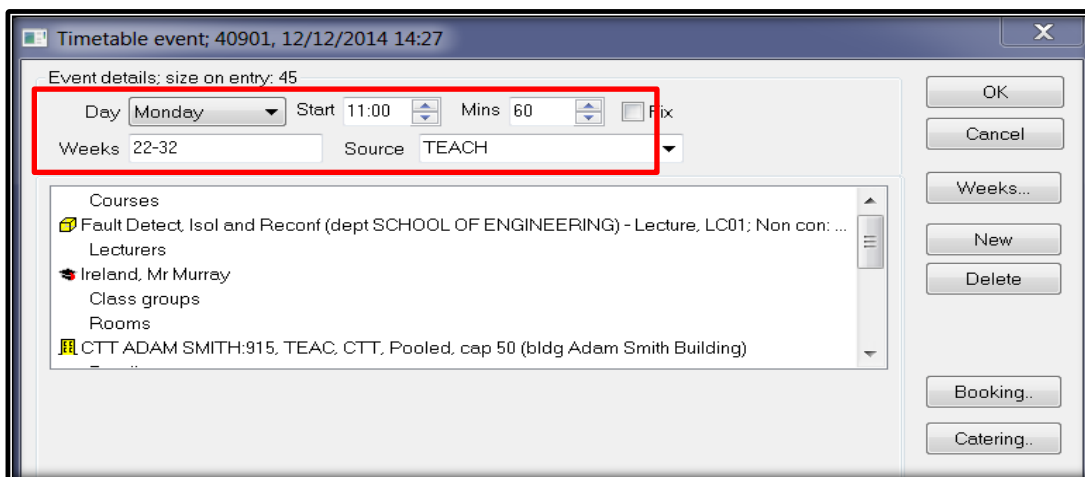 Timetable event; 40901, 12/12/2014 14:27
Event details; size on entry: 45
Day Monday Start 11:00 Mins 60 Fix
Weeks 22-32 Source TEACH
OK
Cancel
Weeks...
New
Delete
Booking..
Catering..
Courses
Fault Detect, Isol and Reconf (dept SCHOOL OF ENGINEERING) - Lecture, LC01; Non con: ...
Lecturers
Ireland, Mr Murray
Class groups
Rooms
CTT ADAM SMITH:915, TEAC, CTT, Pooled, cap 50 (bldg Adam Smith Building)